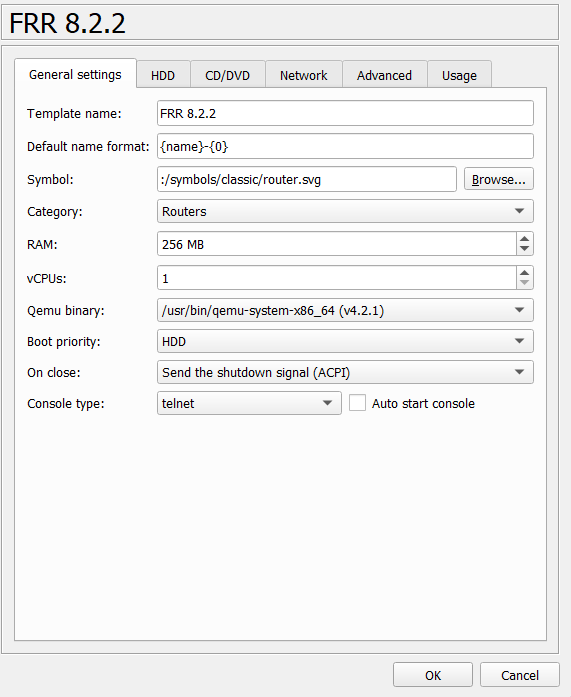 FRR 8.2.2
General settings HDD CD/DVD Network Advanced Usage
Template name: FRR 8.2.2
Default name format: {name}-{0}
Symbol: :/symbols/classic/router.svg Browse...
Category: Routers
RAM: 256 MB
vCPUs: 1
Qemu binary: /usr/bin/qemu-system-x86_64 (v4.2.1)
Boot priority: HDD
On close: Send the shutdown signal (ACPI)
Console type: telnet Auto start console
OK Cancel